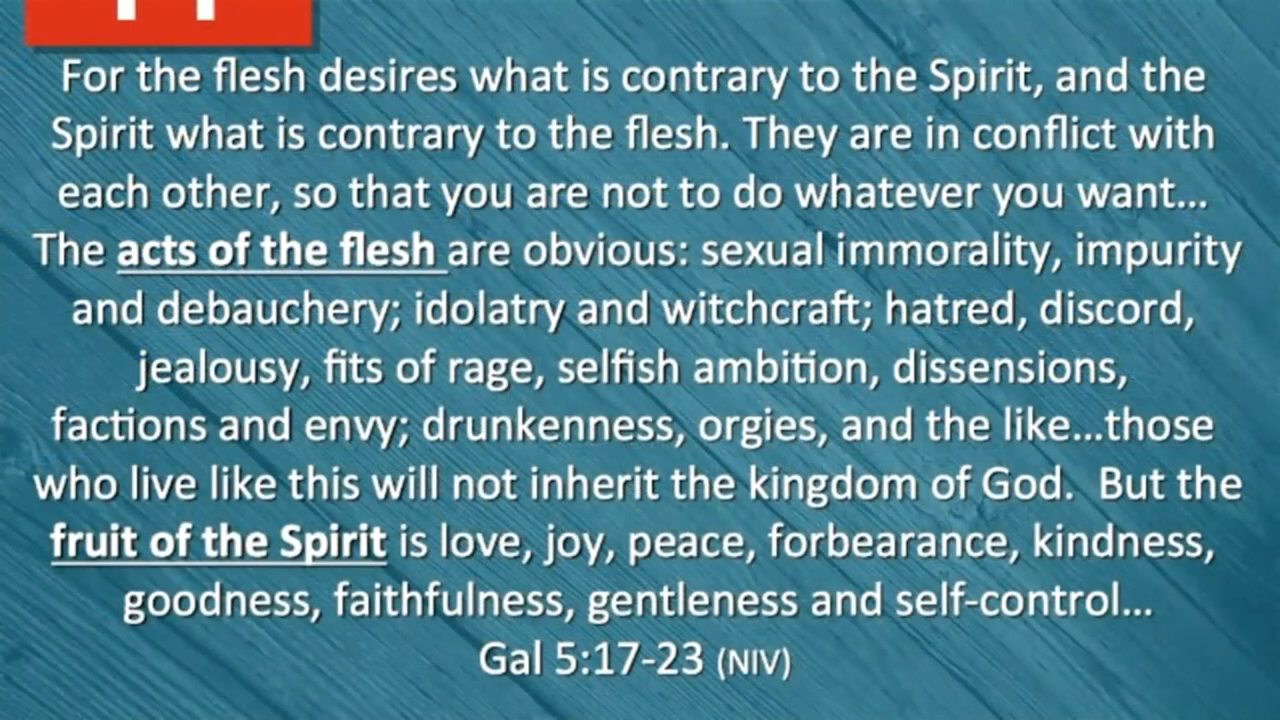 For the flesh desires what is contrary to the Spirit, and the
Spirit what is contrary to the flesh. They are in conflict with
each other, so that you are not to do whatever you want...
The acts of the flesh are obvious: sexual immorality, impurity
and debauchery; idolatry and witchcraft; hatred, discord,
jealousy, fits of rage, selfish ambition, dissensions,
factions and envy; drunkenness, orgies, and the like...those
who live like this will not inherit the kingdom of God.  But the
fruit of the Spirit is love, joy, peace, forbearance, kindness,
goodness, faithfulness, gentleness and self-control...
Gal 5:17-23 (NIV)